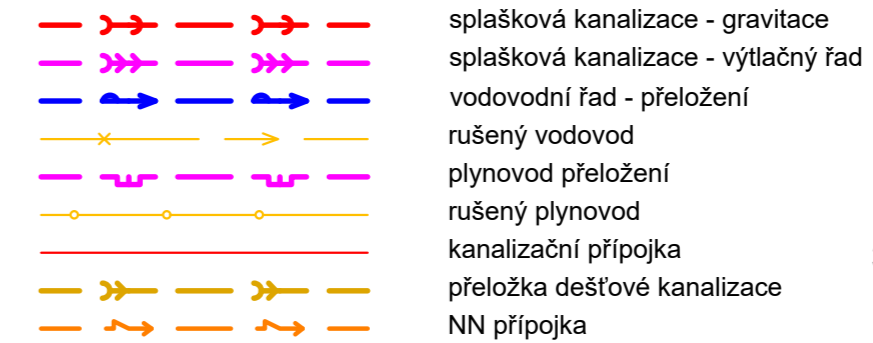 splašková kanalizace - gravitace
splašková kanalizace - výtlačný řad
vodovodní řad - přeložení
rušený vodovod
plynovod přeložení
rušený plynovod
kanalizační přípojka
přeložka dešťové kanalizace
NN přípojka